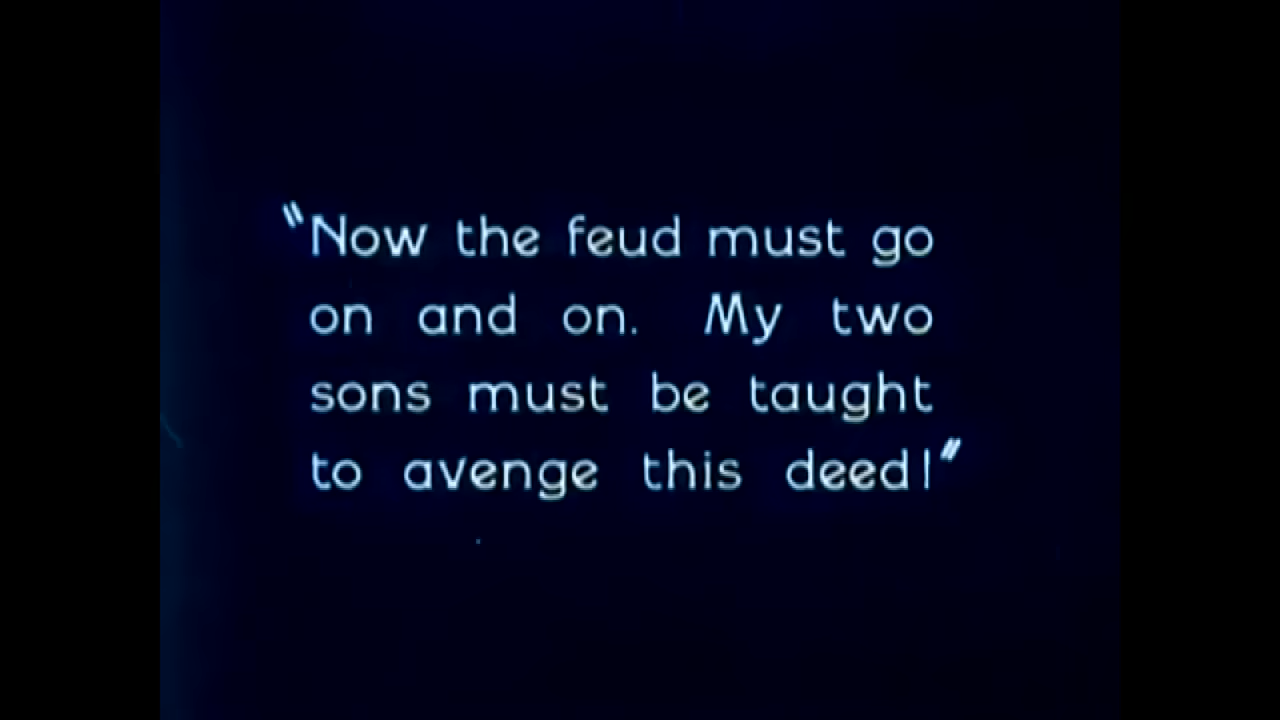 "Now the feud must go
on and on. My two
sons must be taught
to avenge this deed!"